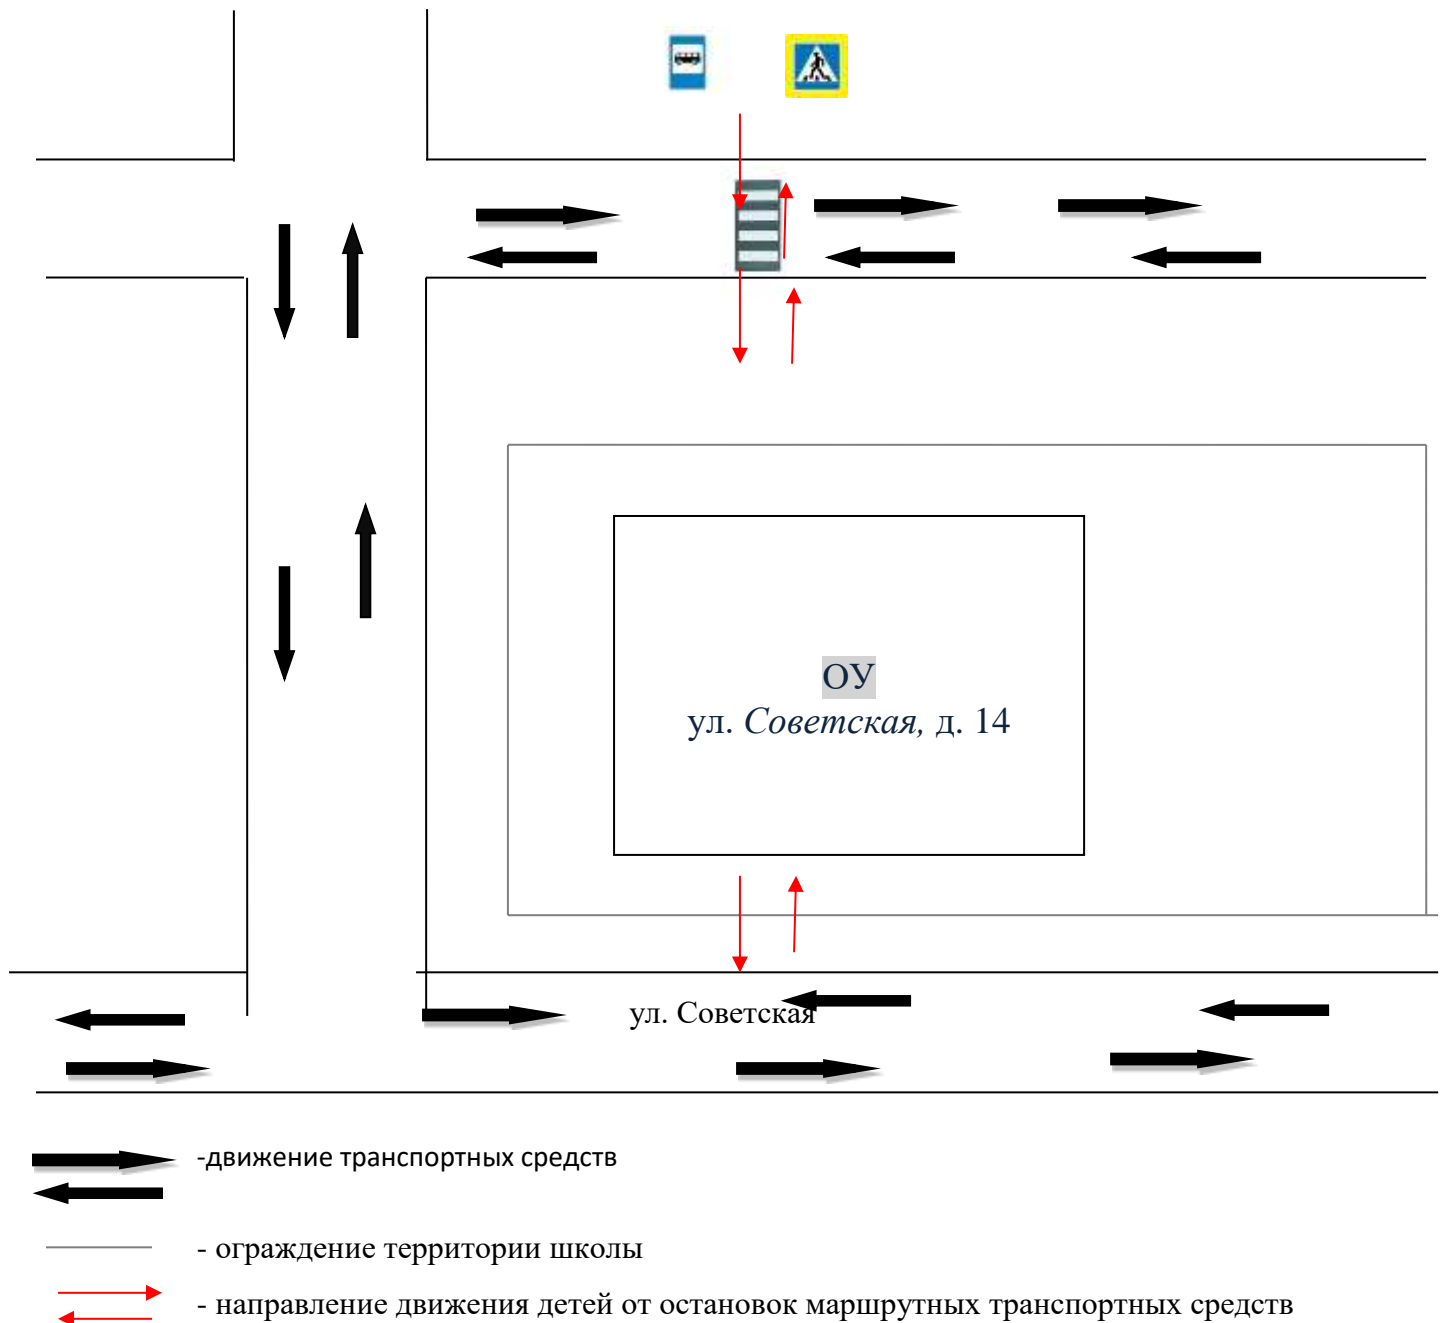 ОУ
ул. Советская, д. 14
ул. Советская
-движение транспортных средств
- ограждение территории школы
- направление движения детей от остановок маршрутных транспортных средств